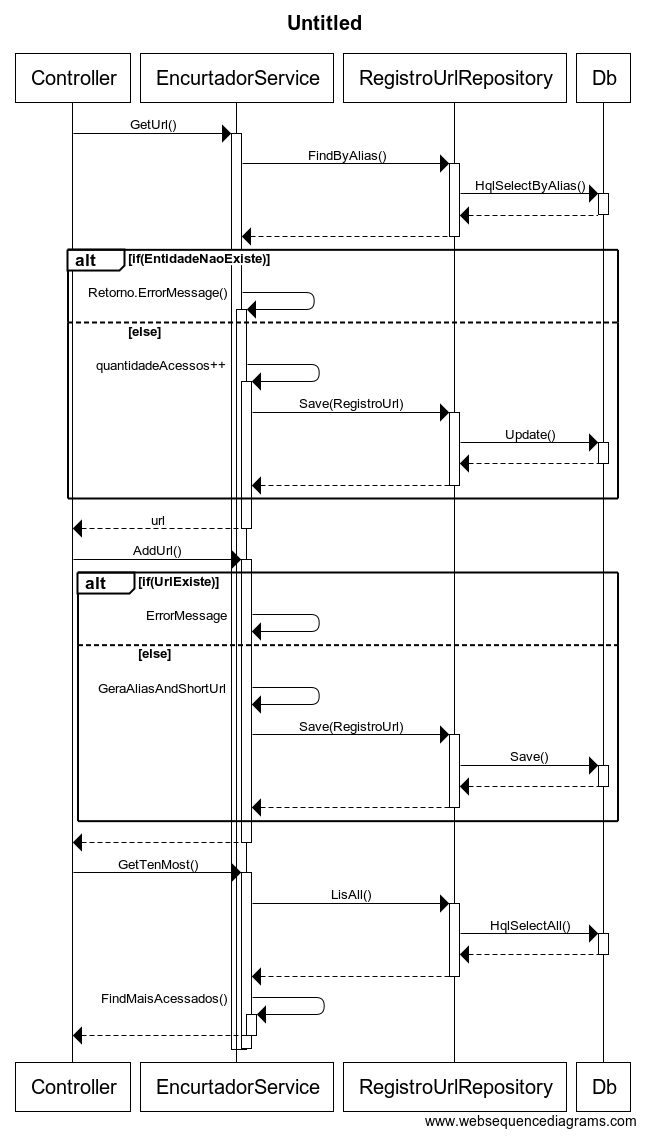 Untitled
Controller EncurtadorService RegistroUrlRepository Db
GetUrl()
FindByAlias()
HqlSelectByAlias()
alt [if(EntidadeNaoExiste)]
Retorno.ErrorMessage()
[else]
quantidadeAcessos++
Save(RegistroUrl)
Update()
url
AddUrl()
alt [if(UrlExiste)]
ErrorMessage
[else]
GeraAliasAndShortUrl
Save(RegistroUrl)
Save()
GetTenMost()
LisAll()
HqlSelectAll()
FindMaisAcessados()
Controller EncurtadorService RegistroUrlRepository Db
www.websequencediagrams.com